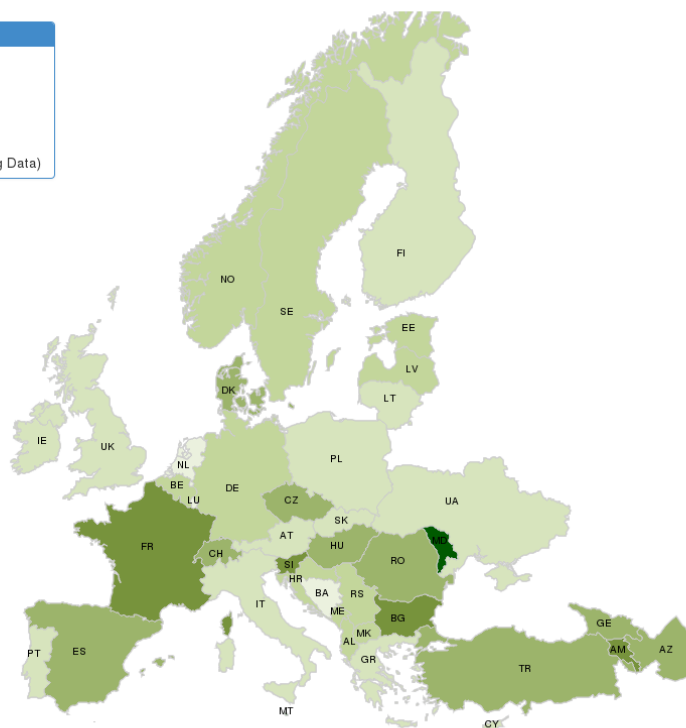 g Data)
NO
FI
SE
EE
LV
DK
LT
IE
UK
NL
PL
BE
DE
LU
CZ
UA
SK
AT
MD
FR
CH
HU
RO
SI
HR
BA
RS
IT
ME
BG
GE
MK
AL
AM
AZ
PT
ES
GR
TR
MT
CY